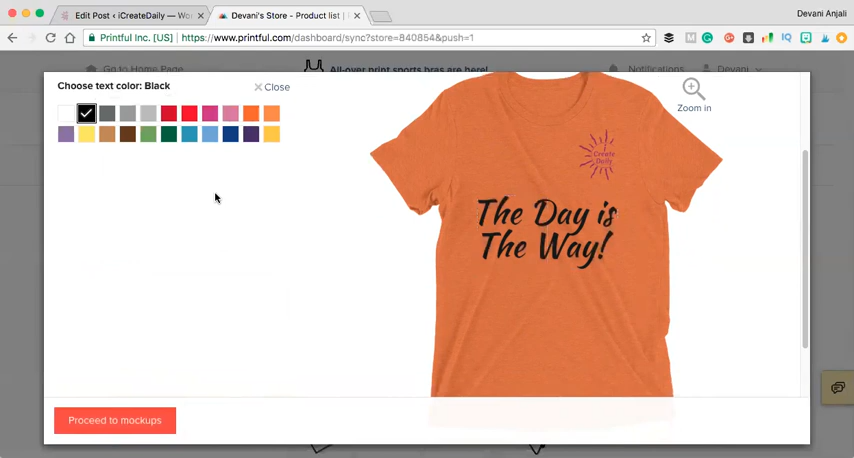 Edit Post ‹ iCreateDaily — Wor
Devani's Store - Product list |
Devani Anjali
Printful Inc. [US]
https://www.printful.com/dashboard/sync?store=840854&push=1
Go to Home Page
All-over print sports bras are here!
Notifications
Devani
Choose text color: Black
Close
Zoom in
I
Create
Daily
The Day is
The Way!
Proceed to mockups